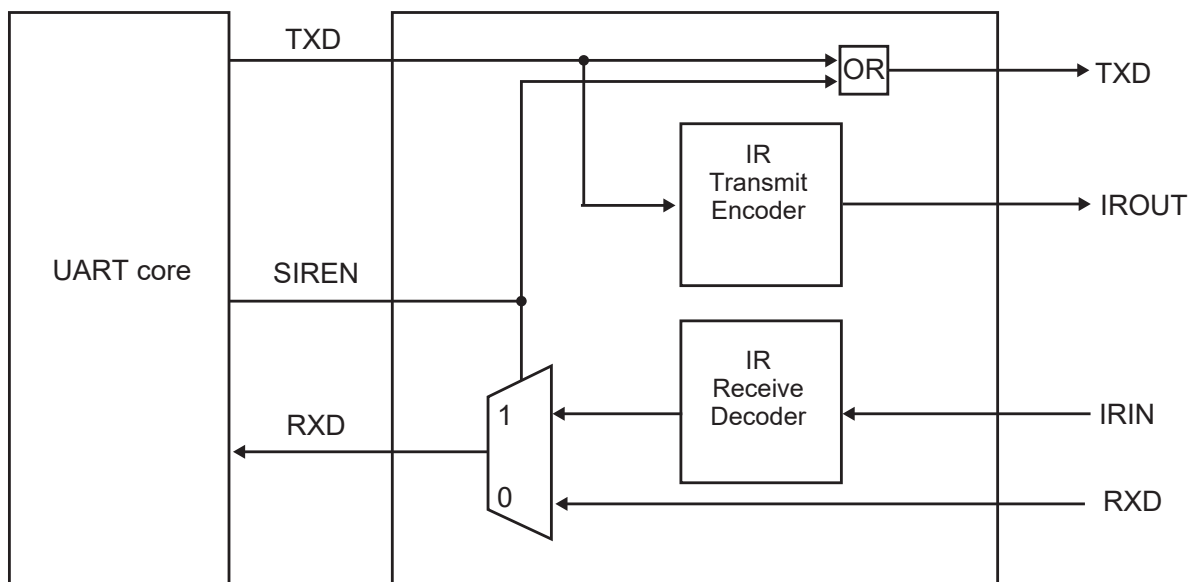 TXD
OR
TXD
IR
Transmit
Encoder
IROUT
UART core
SIREN
IR
Receive
Decoder
1
IRIN
RXD
0
RXD